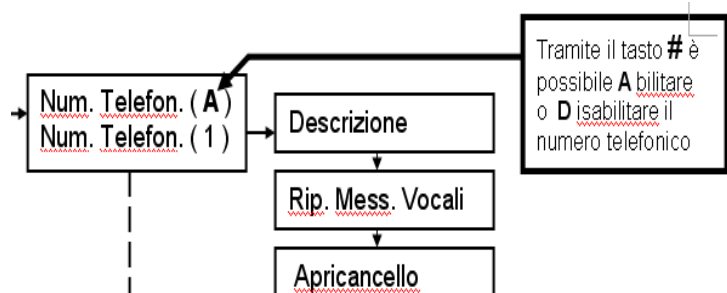 Tramite il tasto # è
possibile A bilitare
o D isabilitare il
numero telefonico
Num. Telefon. ( A )
Num. Telefon. ( 1 )
Descrizione
Rip. Mess. Vocali
Apricancello